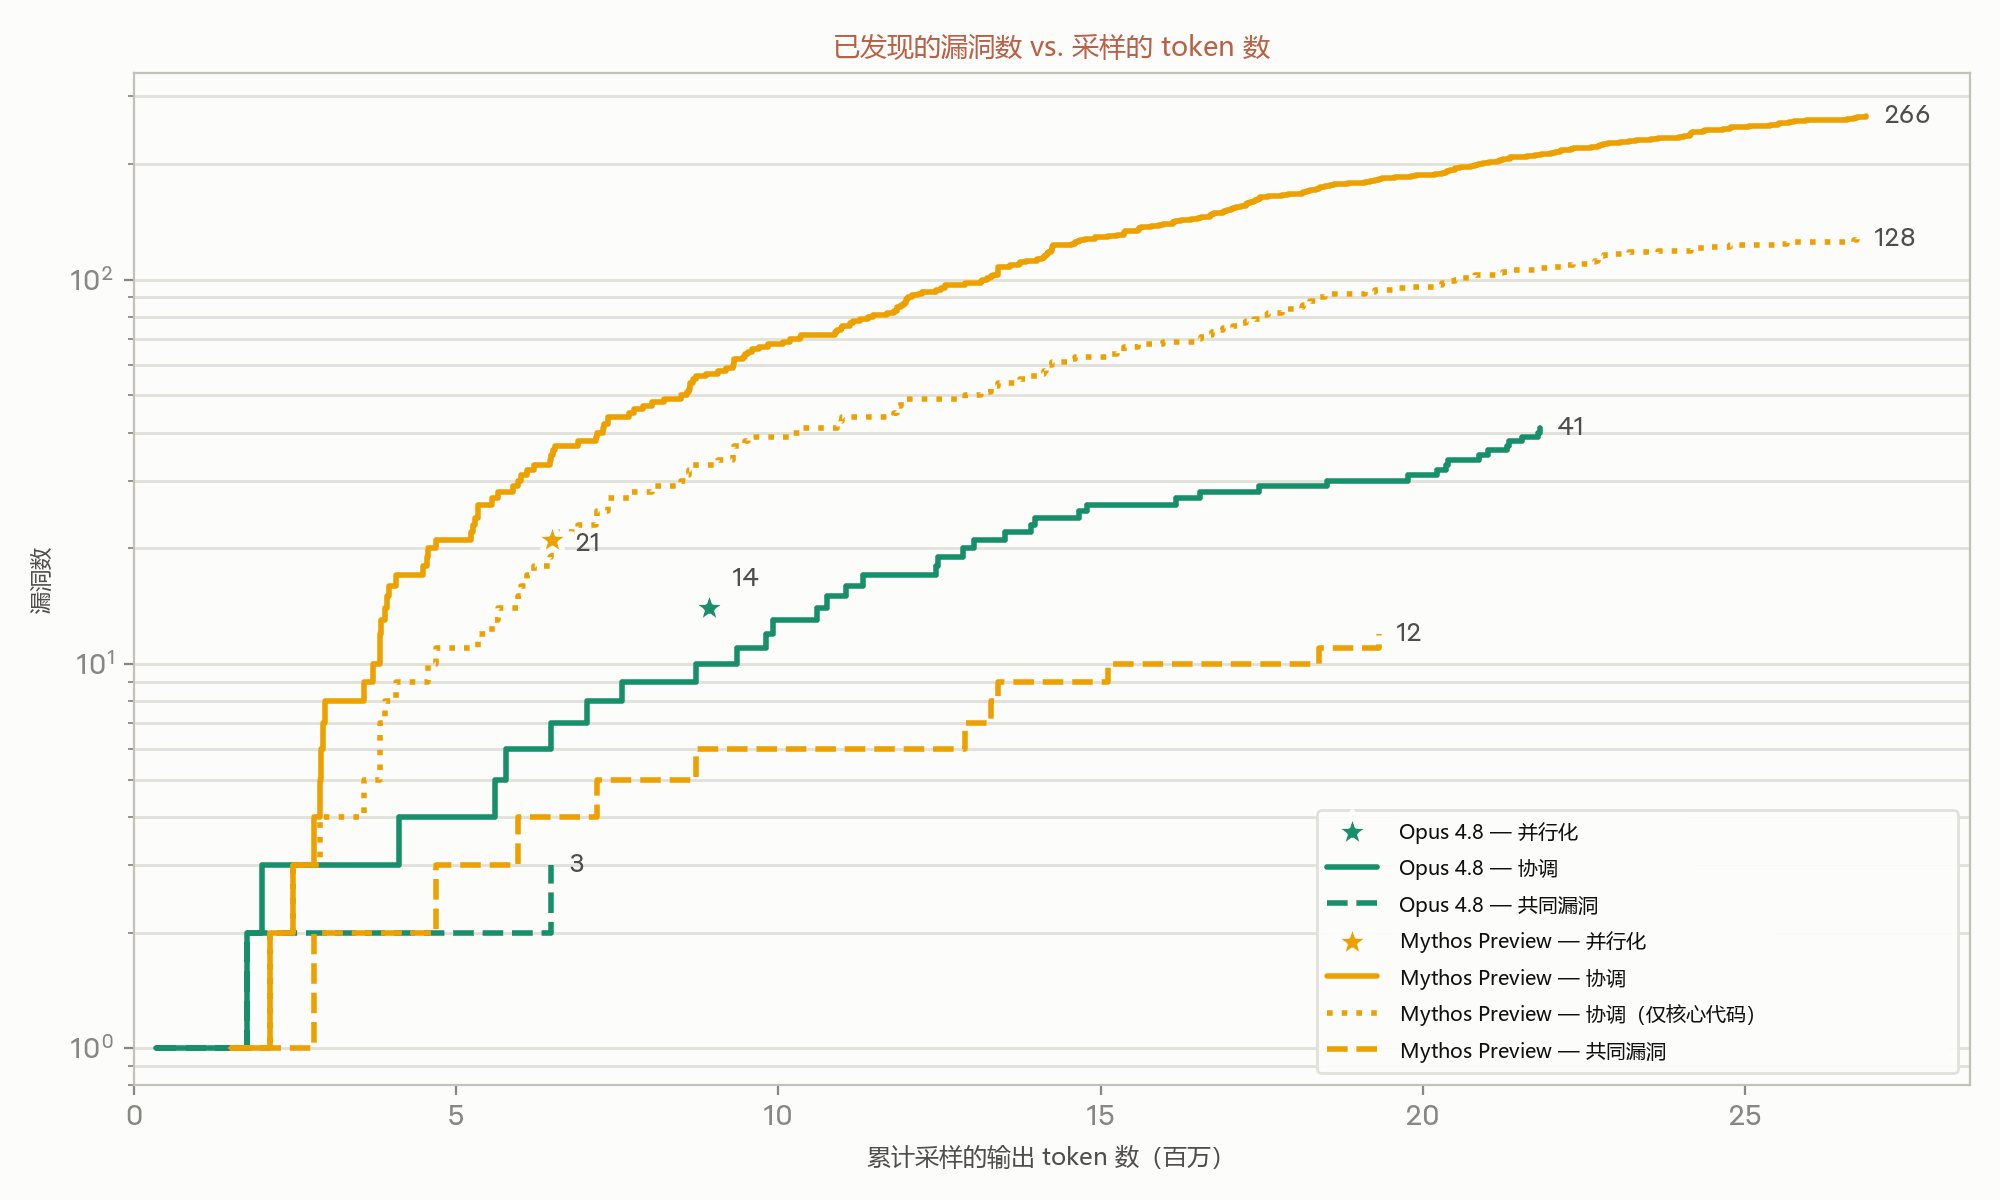 已发现的漏洞数 vs. 采样的 token 数
266
128
10²
41
漏洞数
21
14
12
10¹
3
Opus 4.8 — 并行化
Opus 4.8 — 协调
Opus 4.8 — 共同漏洞
Mythos Preview — 并行化
Mythos Preview — 协调
Mythos Preview — 协调（仅核心代码）
Mythos Preview — 共同漏洞
10⁰
0 5 10 15 20 25
累计采样的输出 token 数（百万）